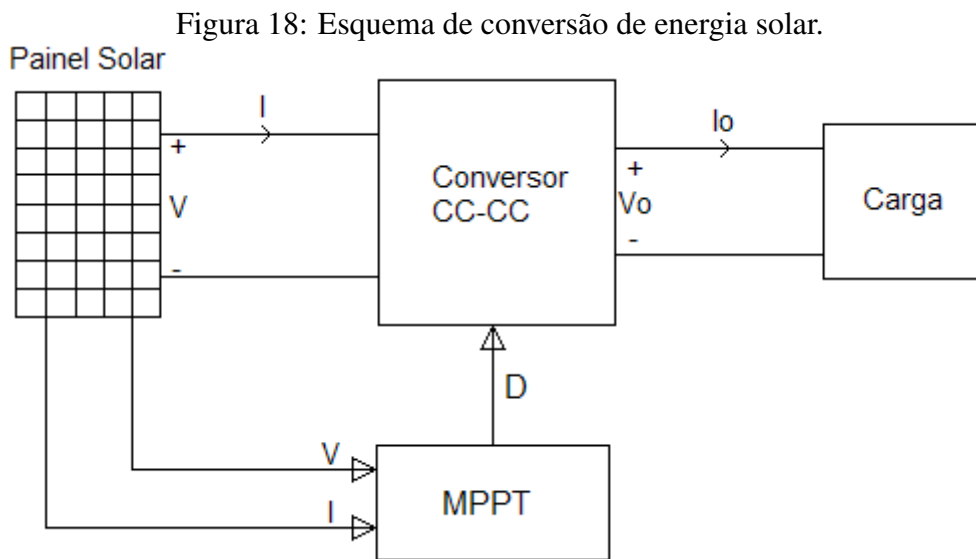 Figura 18: Esquema de conversão de energia solar.
Painel Solar
I
+
V
-
Conversor
CC-CC
Io
+
Vo
-
Carga
D
V
I
MPPT